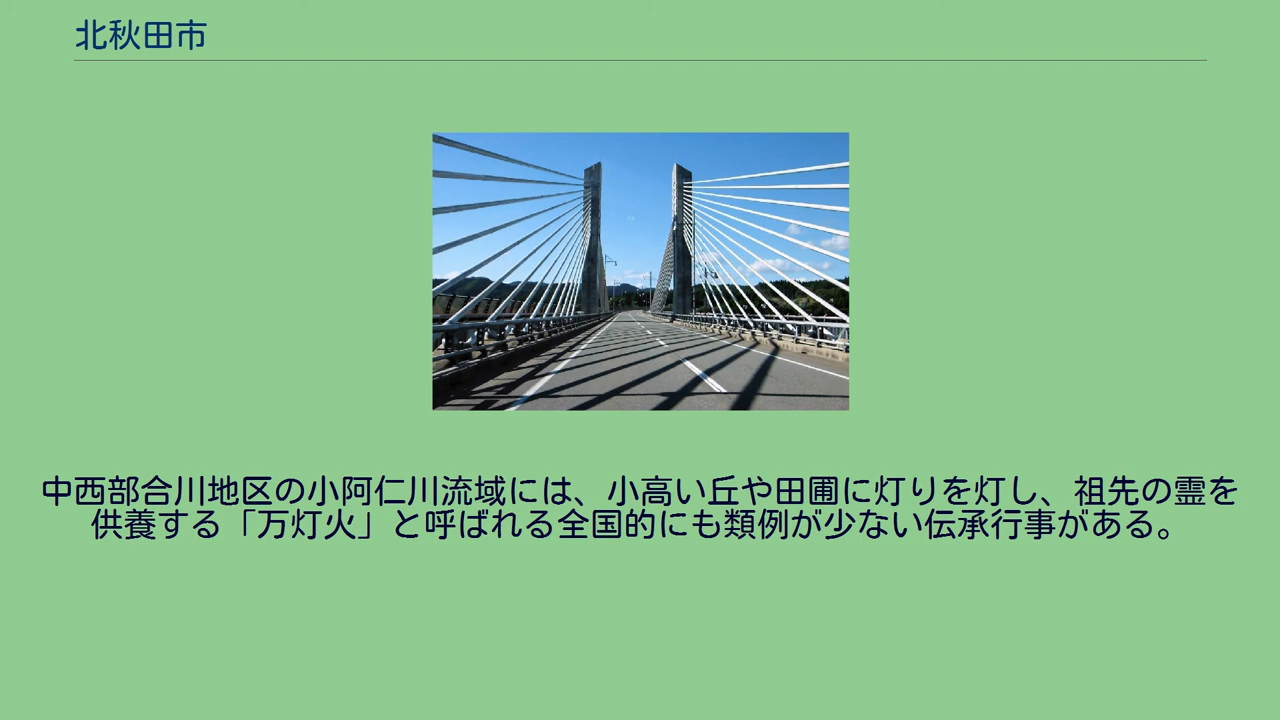 北秋田市
中西部合川地区の小阿仁川流域には、小高い丘や田圃に灯りを灯し、祖先の霊を
供養する「万灯火」と呼ばれる全国的にも類例が少ない伝承行事がある。